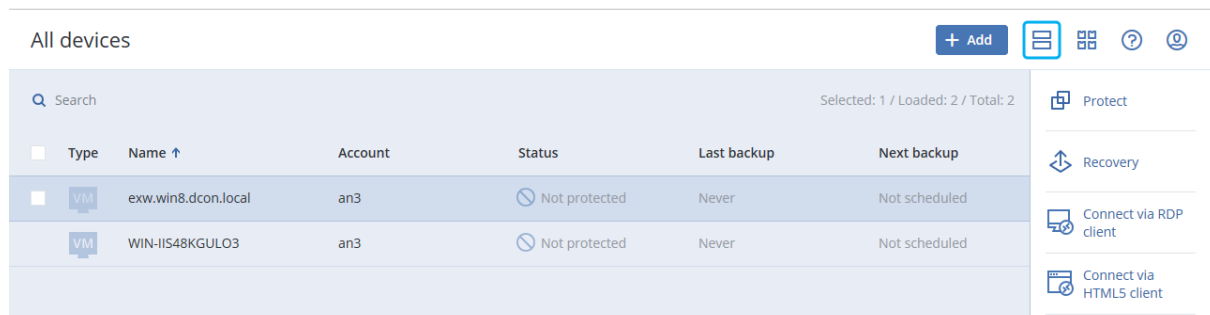 All devices
+ Add
Search
Selected: 1 / Loaded: 2 / Total: 2
Type Name ↑ Account Status Last backup Next backup
VM exw.win8.dcon.local an3 Not protected Never Not scheduled
VM WIN-IIS48KGULO3 an3 Not protected Never Not scheduled
Protect
Recovery
Connect via RDP
client
Connect via
HTML5 client